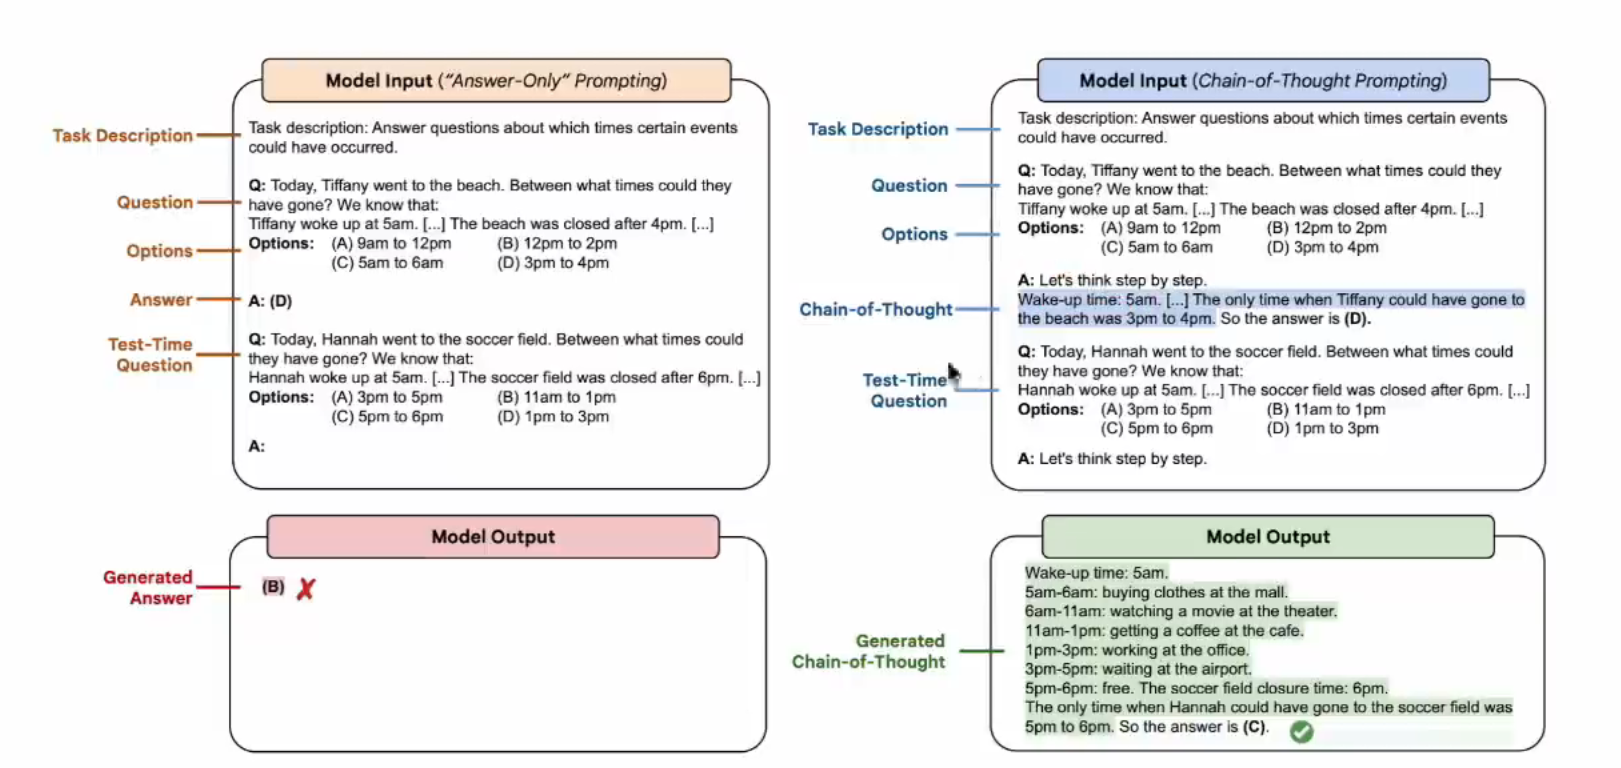 Model Input ("Answer-Only" Prompting)
Task Description
Task description: Answer questions about which times certain events
could have occurred.
Question
Q: Today, Tiffany went to the beach. Between what times could they
have gone? We know that:
Tiffany woke up at 5am. [...] The beach was closed after 4pm. [...]
Options
Options: (A) 9am to 12pm (B) 12pm to 2pm
(C) 5am to 6am (D) 3pm to 4pm
Answer
A: (D)
Test-Time
Question
Q: Today, Hannah went to the soccer field. Between what times could
they have gone? We know that:
Hannah woke up at 5am. [...] The soccer field was closed after 6pm. [...]
Options: (A) 3pm to 5pm (B) 11am to 1pm
(C) 5pm to 6pm (D) 1pm to 3pm
A:
Model Output
Generated
Answer
(B)
Model Input (Chain-of-Thought Prompting)
Task Description
Task description: Answer questions about which times certain events
could have occurred.
Question
Q: Today, Tiffany went to the beach. Between what times could they
have gone? We know that:
Tiffany woke up at 5am. [...] The beach was closed after 4pm. [...]
Options
Options: (A) 9am to 12pm (B) 12pm to 2pm
(C) 5am to 6am (D) 3pm to 4pm
A: Let's think step by step.
Chain-of-Thought
Wake-up time: 5am. [...] The only time when Tiffany could have gone to
the beach was 3pm to 4pm. So the answer is (D).
Test-Time
Question
Q: Today, Hannah went to the soccer field. Between what times could
they have gone? We know that:
Hannah woke up at 5am. [...] The soccer field was closed after 6pm. [...]
Options: (A) 3pm to 5pm (B) 11am to 1pm
(C) 5pm to 6pm (D) 1pm to 3pm
A: Let's think step by step.
Model Output
Generated
Chain-of-Thought
Wake-up time: 5am.
5am-6am: buying clothes at the mall.
6am-11am: watching a movie at the theater.
11am-1pm: getting a coffee at the cafe.
1pm-3pm: working at the office.
3pm-5pm: waiting at the airport.
5pm-6pm: free. The soccer field closure time: 6pm.
The only time when Hannah could have gone to the soccer field was
5pm to 6pm. So the answer is (C).